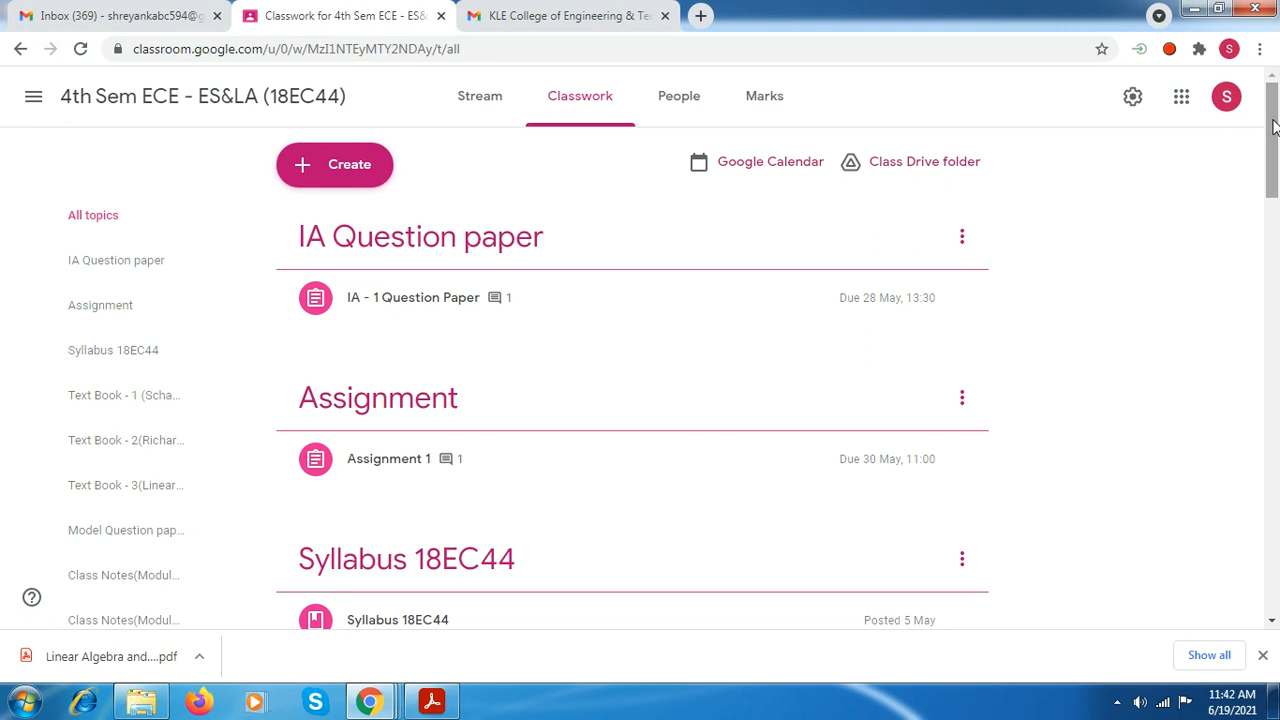 Inbox (369) - shreyankabc594@g
Classwork for 4th Sem ECE - ES&
KLE College of Engineering & Te
classroom.google.com/u/0/w/MzI1NTEyMTY2NDAy/t/all
S
4th Sem ECE - ES&LA (18EC44)
Stream
Classwork
People
Marks
S
Create
Google Calendar
Class Drive folder
All topics
IA Question paper
Assignment
Syllabus 18EC44
Text Book - 1 (Scha...
Text Book - 2(Richar...
Text Book - 3(Linear...
Model Question pap...
Class Notes(Modul...
Class Notes(Modul...
IA Question paper
IA - 1 Question Paper 1
Due 28 May, 13:30
Assignment
Assignment 1 1
Due 30 May, 11:00
Syllabus 18EC44
Syllabus 18EC44
Posted 5 May
Linear Algebra and....pdf
Show all
11:42 AM
6/19/2021